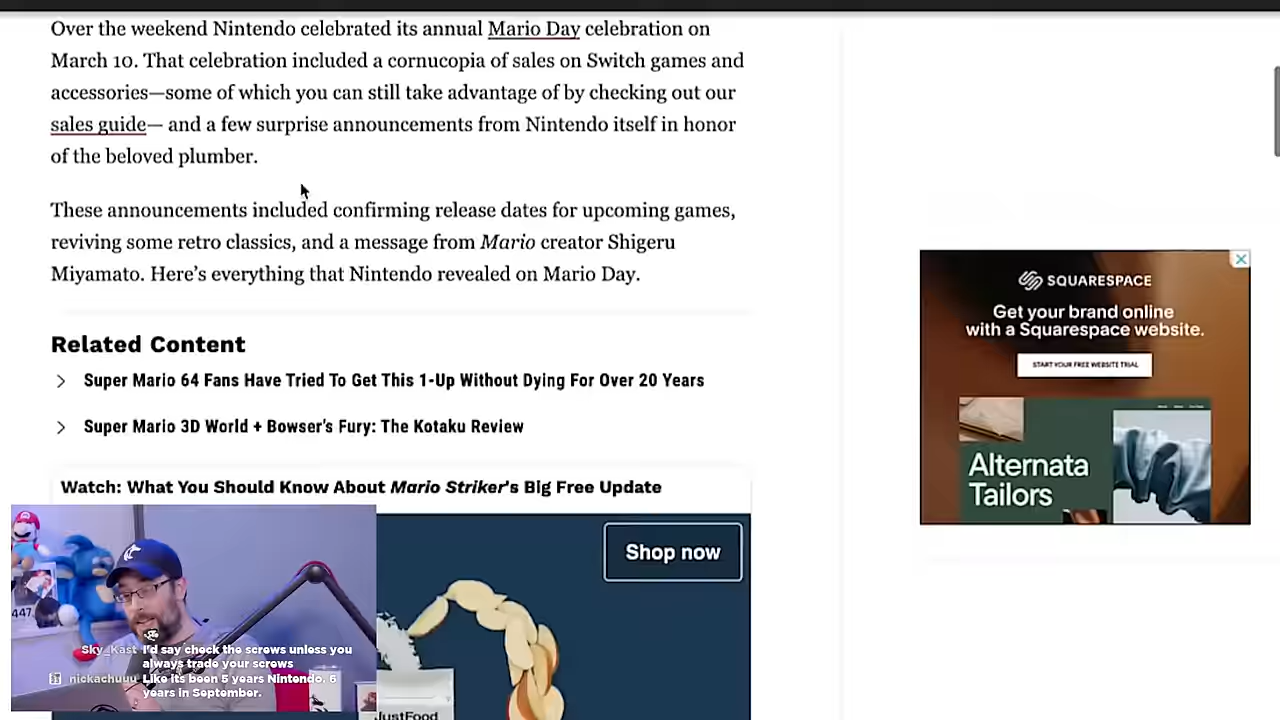 Over the weekend Nintendo celebrated its annual Mario Day celebration on
March 10. That celebration included a cornucopia of sales on Switch games and
accessories—some of which you can still take advantage of by checking out our
sales guide— and a few surprise announcements from Nintendo itself in honor
of the beloved plumber.
These announcements included confirming release dates for upcoming games,
reviving some retro classics, and a message from Mario creator Shigeru
Miyamato. Here's everything that Nintendo revealed on Mario Day.
Related Content
Super Mario 64 Fans Have Tried To Get This 1-Up Without Dying For Over 20 Years
Super Mario 3D World + Bowser's Fury: The Kotaku Review
Watch: What You Should Know About Mario Striker's Big Free Update
Shop now
JustFood
SQUARESPACE
Get your brand online
with a Squarespace website.
START YOUR FREE WEBSITE TRIAL
Alternata
Tailors
447
Sky_Kast I'd say check the screws unless you
always trade your screws
nickachuuu Like its been 5 years Nintendo. 6
years in September.